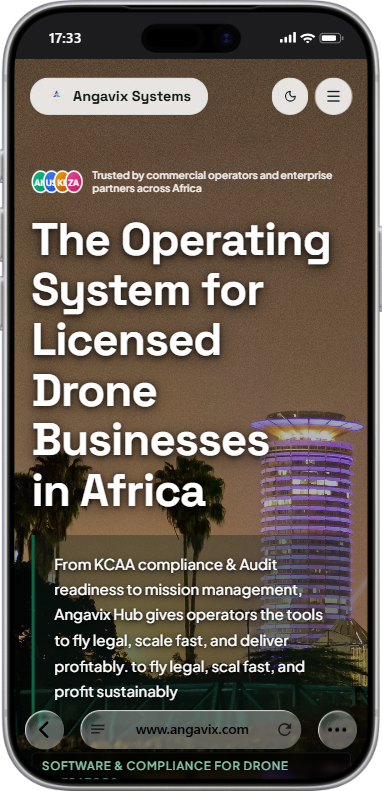 17:33
Angavix Systems
Trusted by commercial operators and enterprise
partners across Africa
The Operating
System for
Licensed
Drone
Businesses
in Africa
From KCAA compliance & Audit
readiness to mission management,
Angavix Hub gives operators the tools
to fly legal, scale fast, and deliver
profitably. to fly legal, scal fast, and
profit sustainably
www.angavix.com
SOFTWARE & COMPLIANCE FOR DRONE